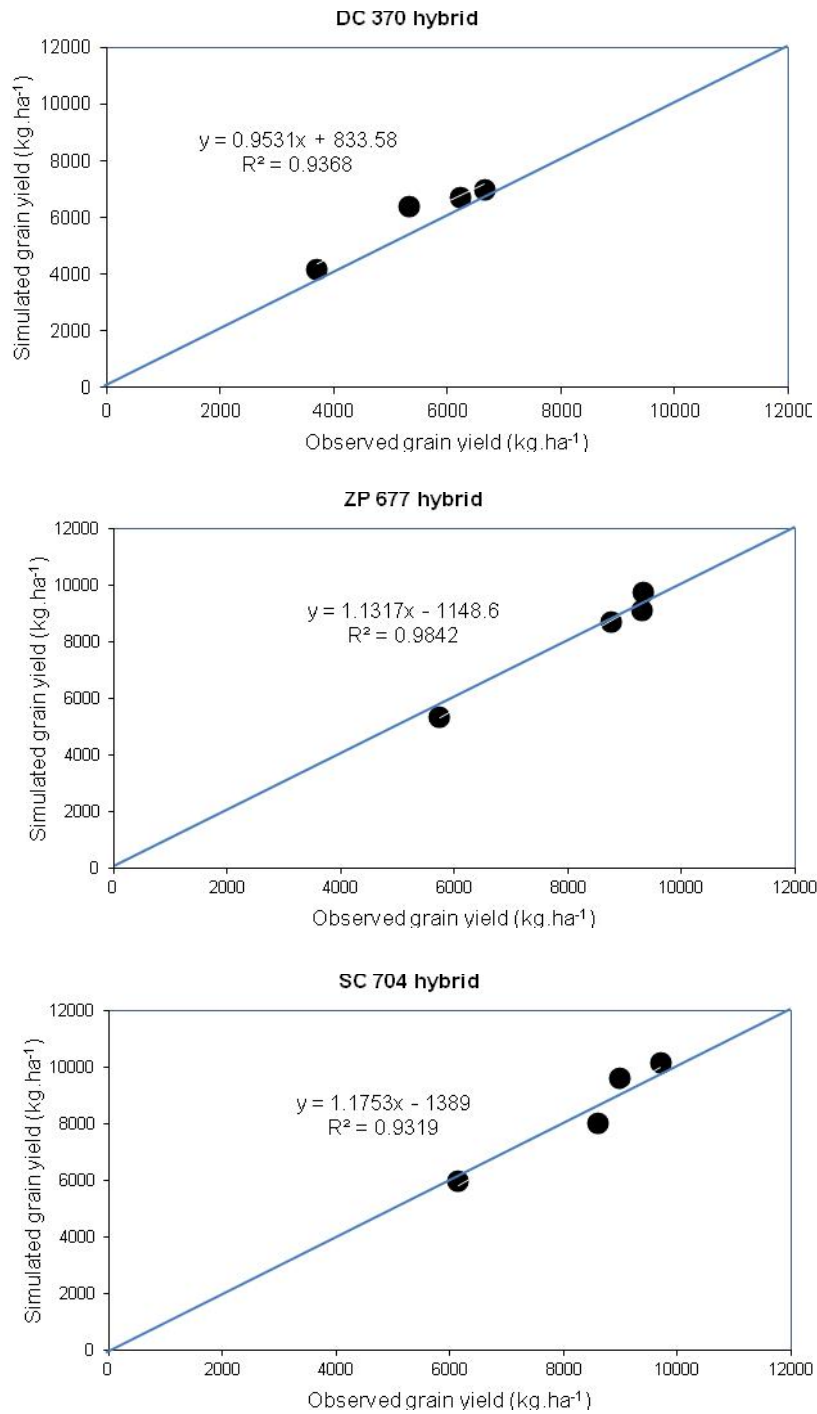 DC 370 hybrid
12000
10000
8000
6000
4000
2000
0
Simulated grain yield (kg.ha-1)
y = 0.9531x + 833.58
R² = 0.9368
0 2000 4000 6000 8000 10000 12000
Observed grain yield (kg.ha-1)
ZP 677 hybrid
12000
10000
8000
6000
4000
2000
0
Simulated grain yield (kg.ha-1)
y = 1.1317x - 1148.6
R² = 0.9842
0 2000 4000 6000 8000 10000 12000
Observed grain yield (kg.ha-1)
SC 704 hybrid
12000
10000
8000
6000
4000
2000
0
Simulated grain yield (kg.ha-1)
y = 1.1753x - 1389
R² = 0.9319
0 2000 4000 6000 8000 10000 12000
Observed grain yield (kg.ha-1)